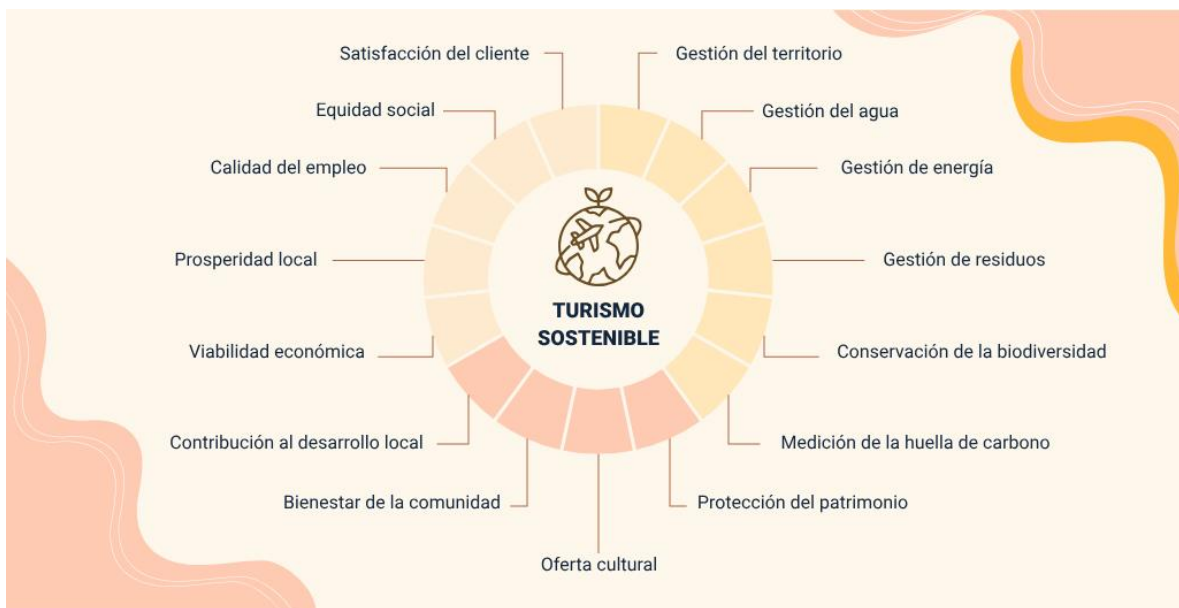 Satisfacción del cliente
Gestión del territorio
Equidad social
Gestión del agua
Calidad del empleo
Gestión de energía
Prosperidad local
Gestión de residuos
TURISMO
SOSTENIBLE
Viabilidad económica
Conservación de la biodiversidad
Contribución al desarrollo local
Medición de la huella de carbono
Bienestar de la comunidad
Protección del patrimonio
Oferta cultural